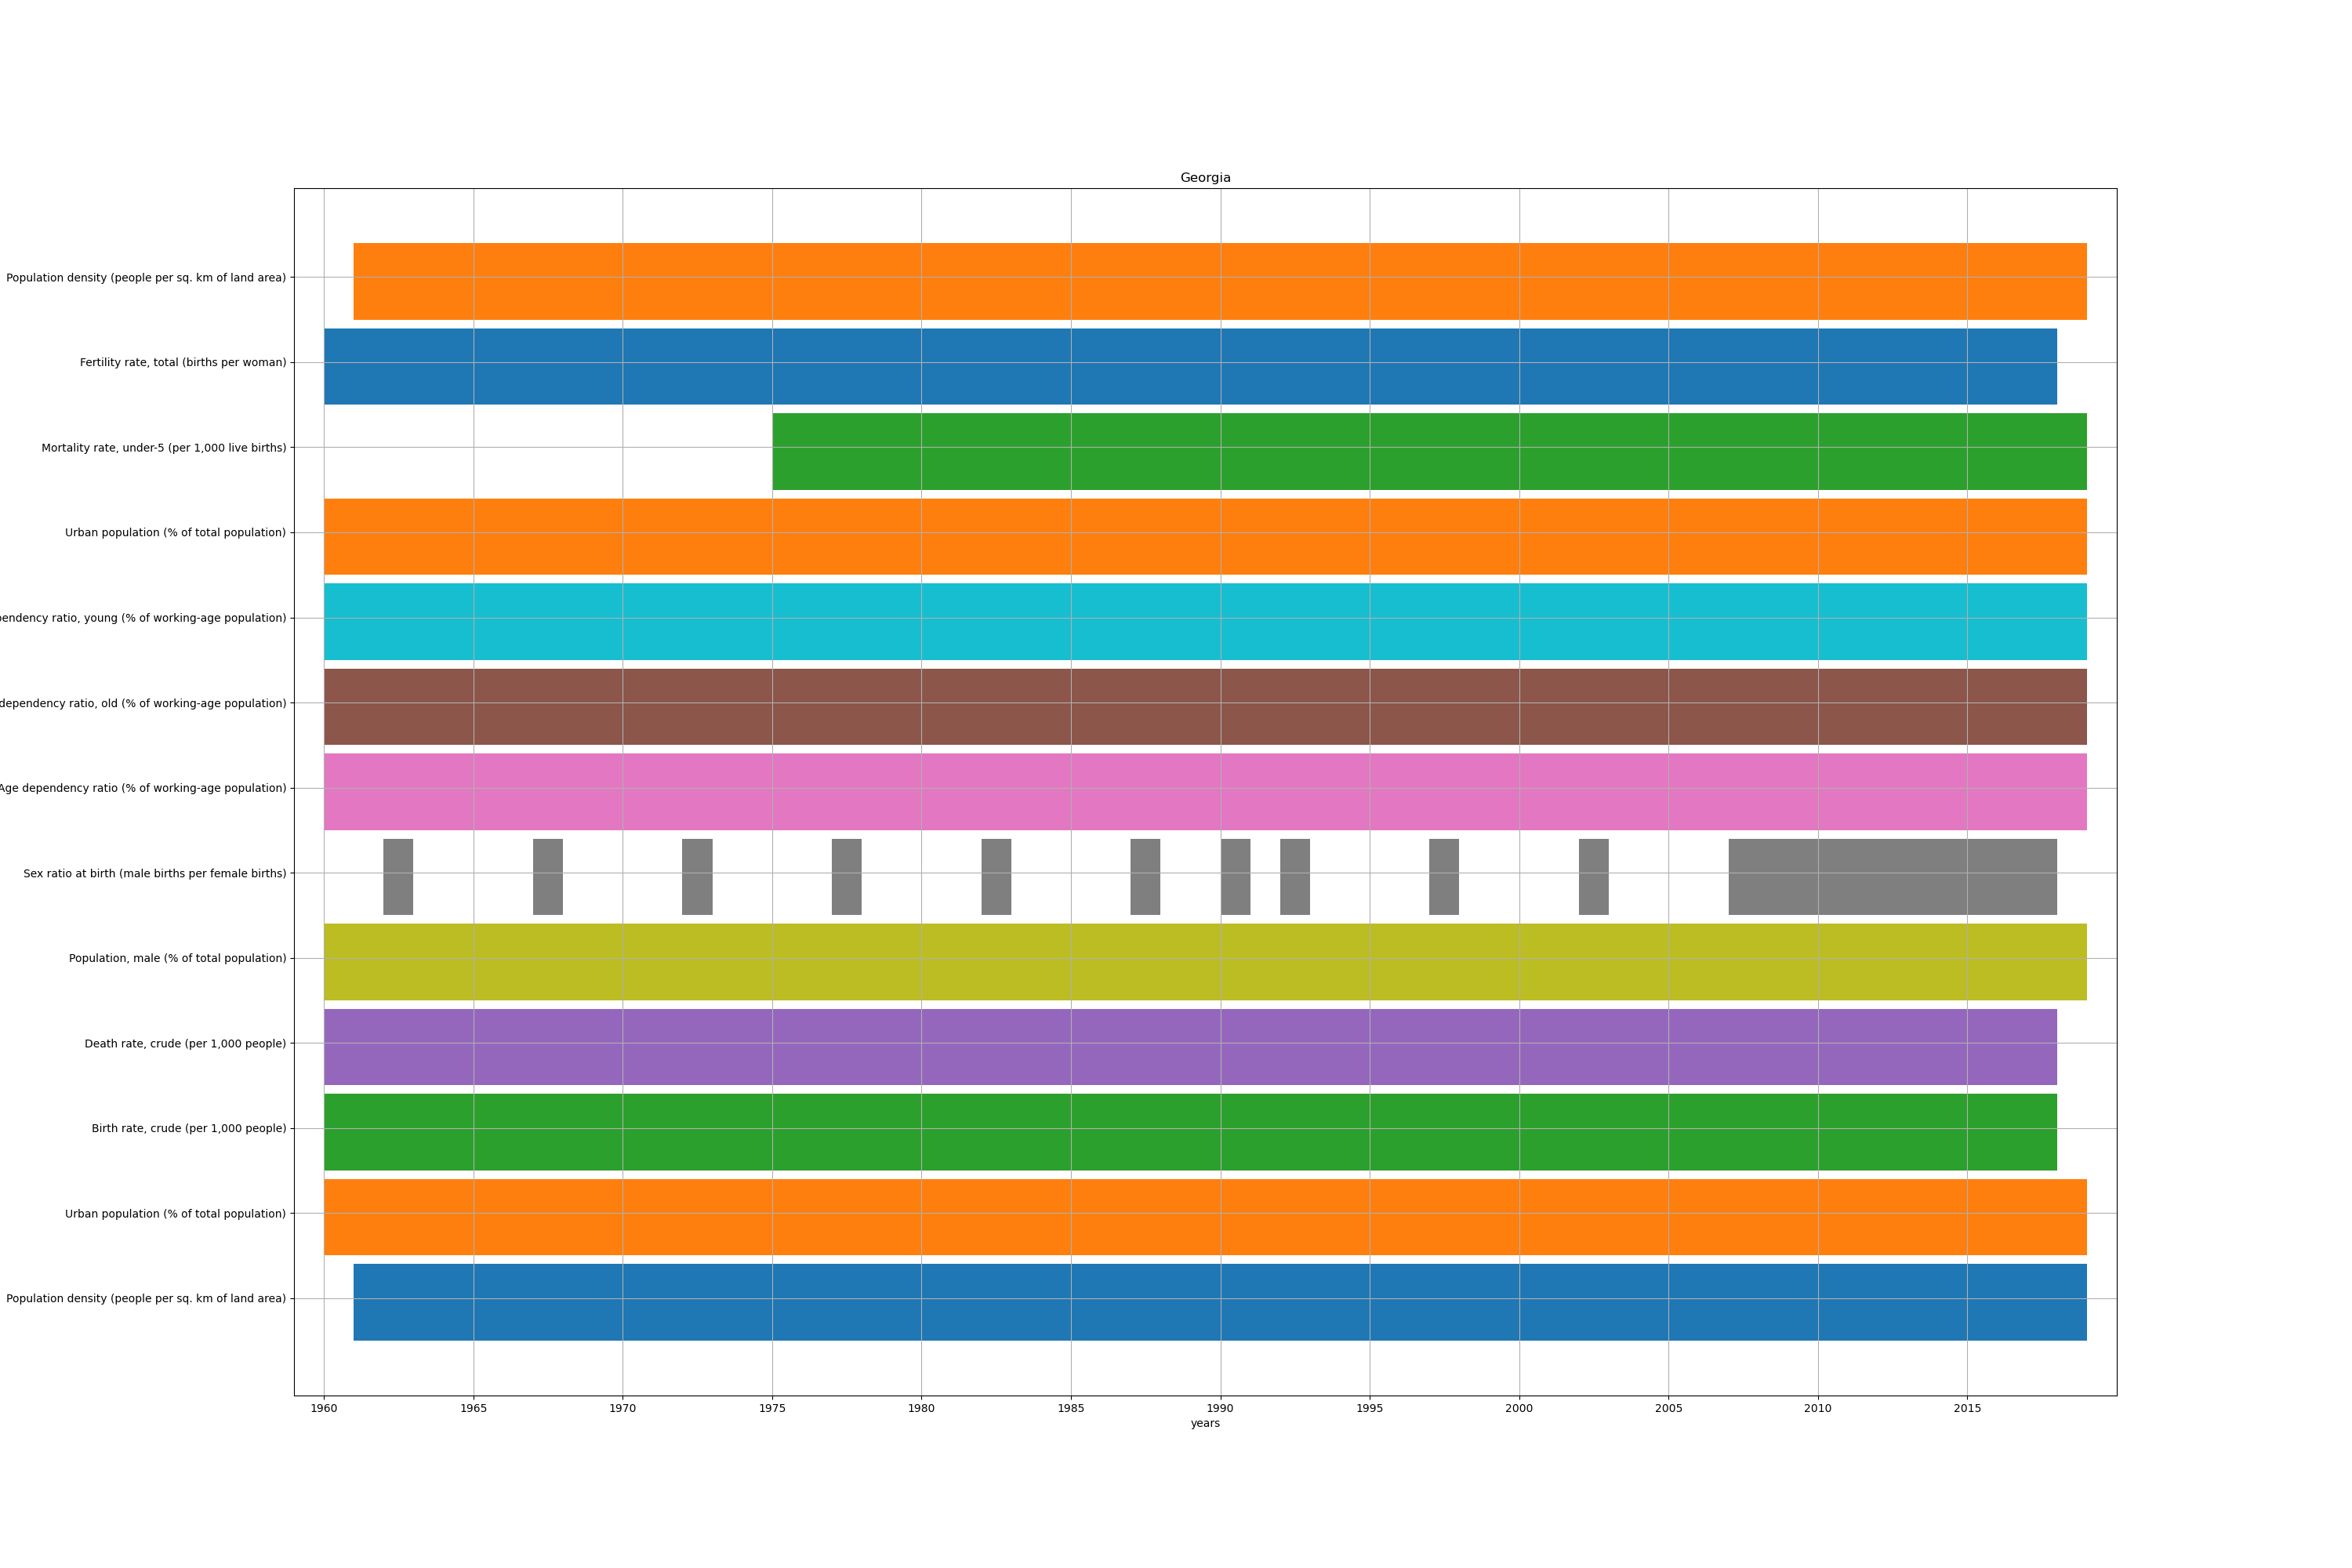 Georgia
Population density (people per sq. km of land area)
Fertility rate, total (births per woman)
Mortality rate, under-5 (per 1,000 live births)
Urban population (% of total population)
ratio, young (% of working-age population)
dependency ratio, old (% of working-age population)
Age dependency ratio (% of working-age population)
Sex ratio at birth (male births per female births)
Population, male (% of total population)
Death rate, crude (per 1,000 people)
Birth rate, crude (per 1,000 people)
Urban population (% of total population)
Population density (people per sq. km of land area)
1960 1965 1970 1975 1980 1985 1990 1995 2000 2005 2010 2015
years